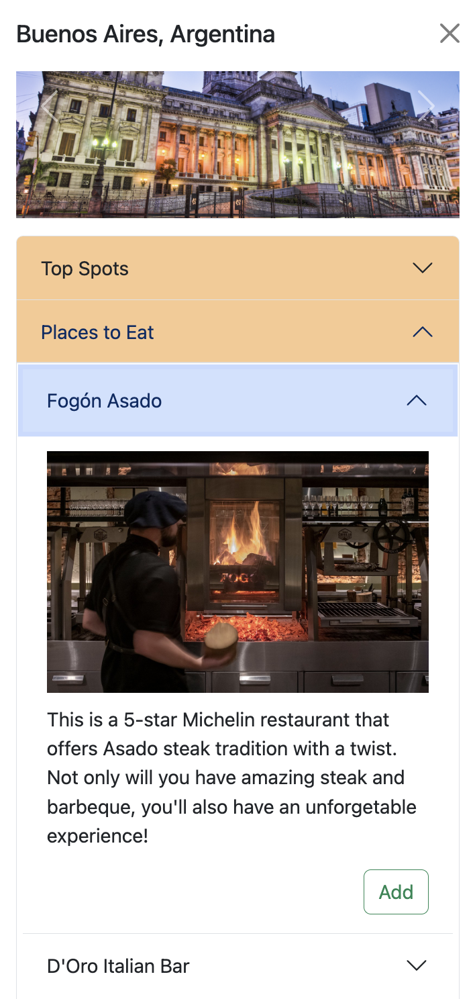 Buenos Aires, Argentina
Top Spots
Places to Eat
Fogón Asado
FOGÓ
This is a 5-star Michelin restaurant that
offers Asado steak tradition with a twist.
Not only will you have amazing steak and
barbeque, you'll also have an unforgetable
experience!
Add
D'Oro Italian Bar